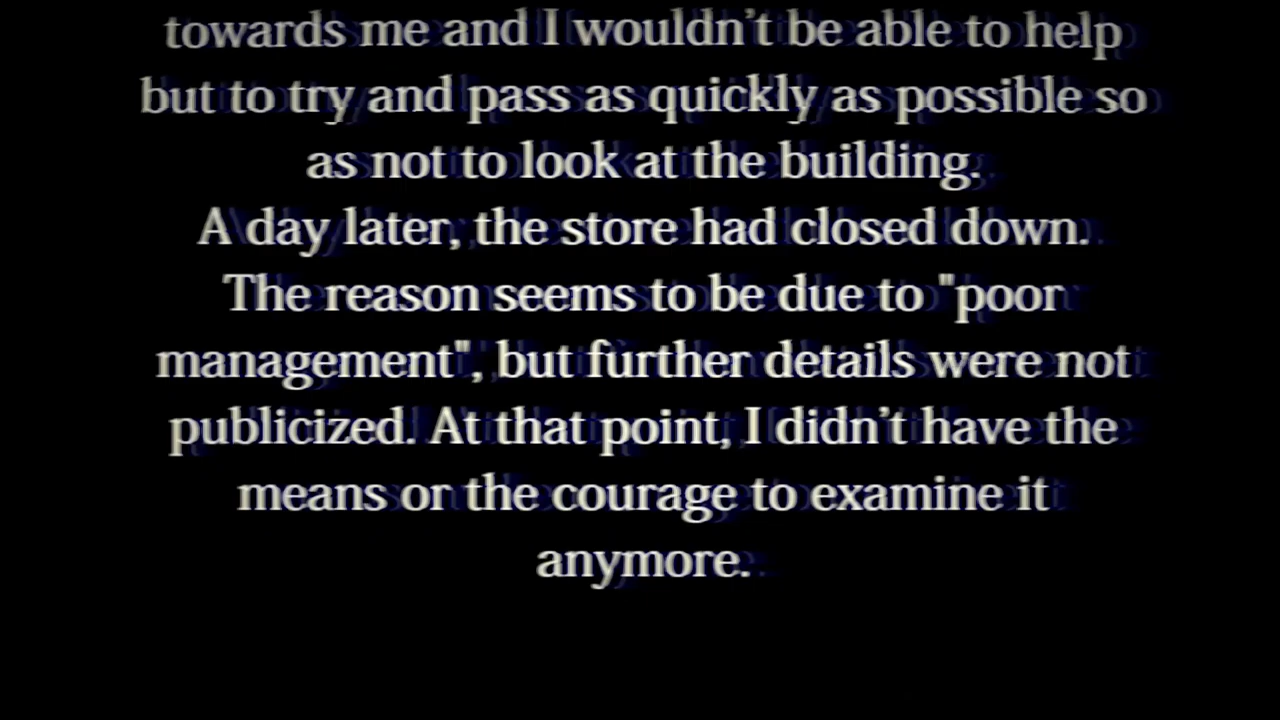 towards me and I wouldn’t be able to help
but to try and pass as quickly as possible so
as not to look at the building.
A day later, the store had closed down.
The reason seems to be due to "poor
management", but further details were not
publicized. At that point, I didn’t have the
means or the courage to examine it
anymore.